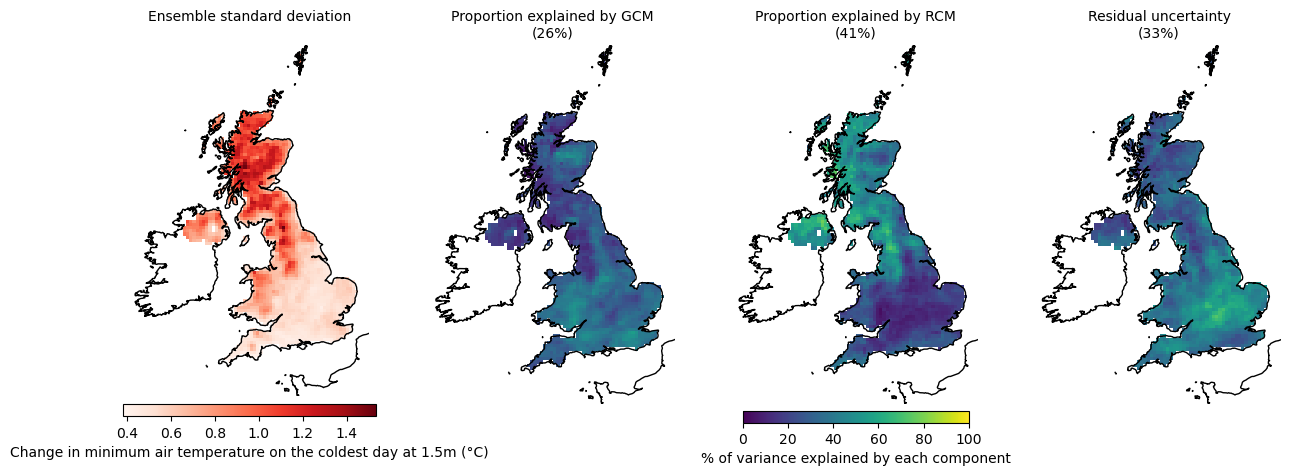 Ensemble standard deviation
Proportion explained by GCM
(26%)
Proportion explained by RCM
(41%)
Residual uncertainty
(33%)
0.4 0.6 0.8 1.0 1.2 1.4
Change in minimum air temperature on the coldest day at 1.5m (°C)
0 20 40 60 80 100
% of variance explained by each component